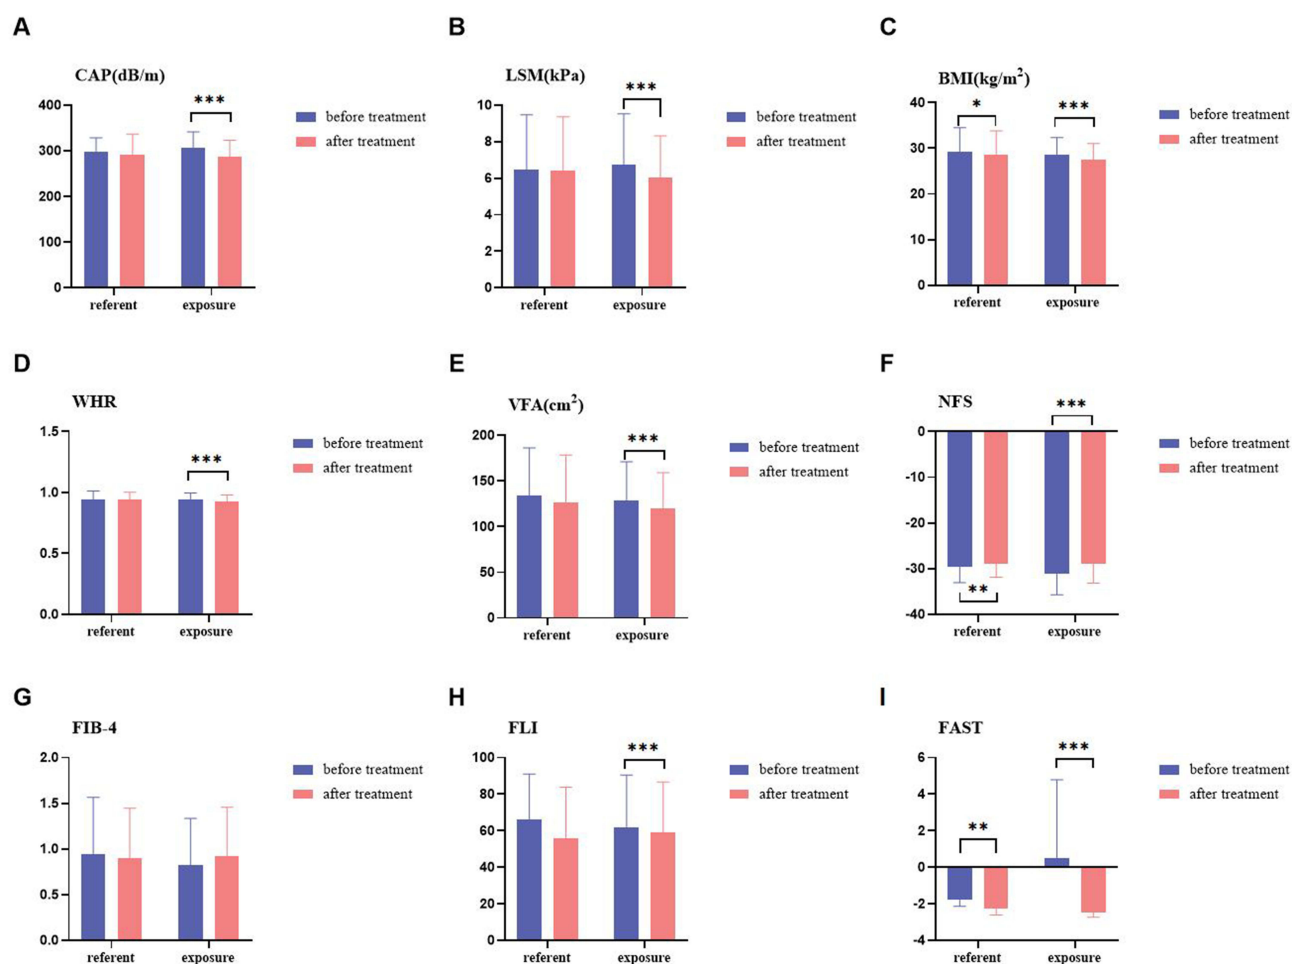 A
CAP(dB/m)
400
300
200
100
0
***
referent exposure
before treatment
after treatment
B
LSM(kPa)
10
8
6
4
2
0
***
referent exposure
before treatment
after treatment
C
BMI(kg/m²)
40
30
20
10
0
* ***
referent exposure
before treatment
after treatment
D
WHR
1.5
1.0
0.5
0.0
***
referent exposure
before treatment
after treatment
E
VFA(cm²)
200
150
100
50
0
***
referent exposure
before treatment
after treatment
F
NFS
0
-10
-20
-30
-40
***
**
referent exposure
before treatment
after treatment
G
FIB-4
2.0
1.5
1.0
0.5
0.0
referent exposure
before treatment
after treatment
H
FLI
100
80
60
40
20
0
***
referent exposure
before treatment
after treatment
I
FAST
6
4
2
0
-2
-4
***
**
referent exposure
before treatment
after treatment